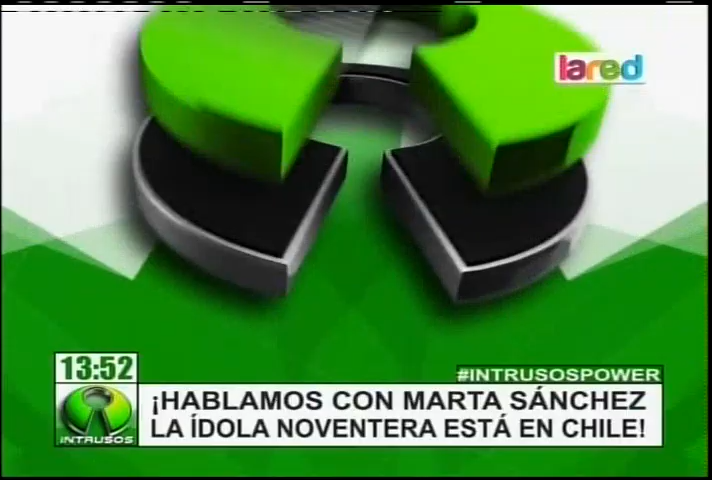 lared
13:52
#INTRUSOSPOWER
¡HABLAMOS CON MARTA SÁNCHEZ
LA ÍDOLA NOVENTERA ESTÁ EN CHILE!
INTRUSOS